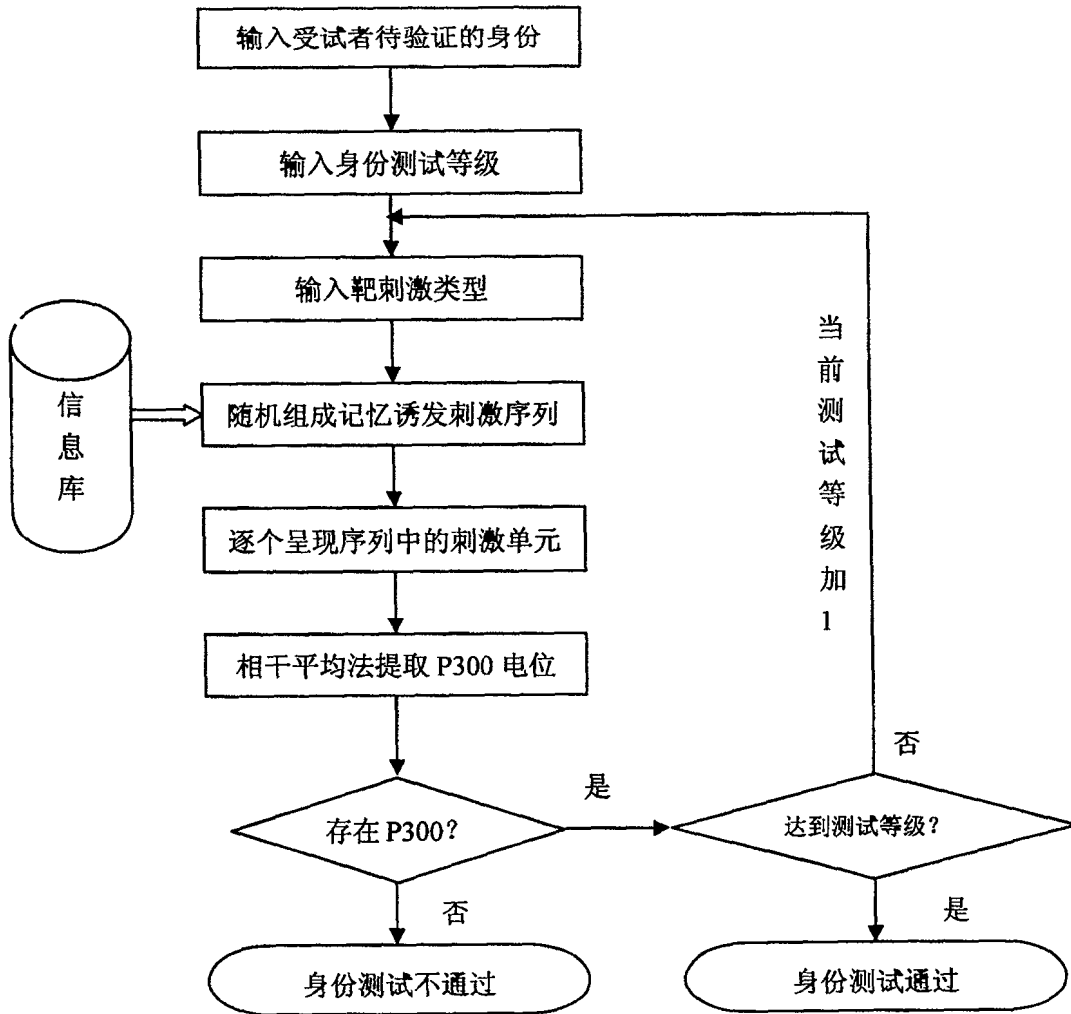 输入受试者待验证的身份
输入身份测试等级
输入靶刺激类型
信息库
随机组成记忆诱发刺激序列
逐个呈现序列中的刺激单元
相干平均法提取 P300 电位
当前测试等级加1
存在 P300？
是
达到测试等级？
否
否
是
身份测试不通过
身份测试通过